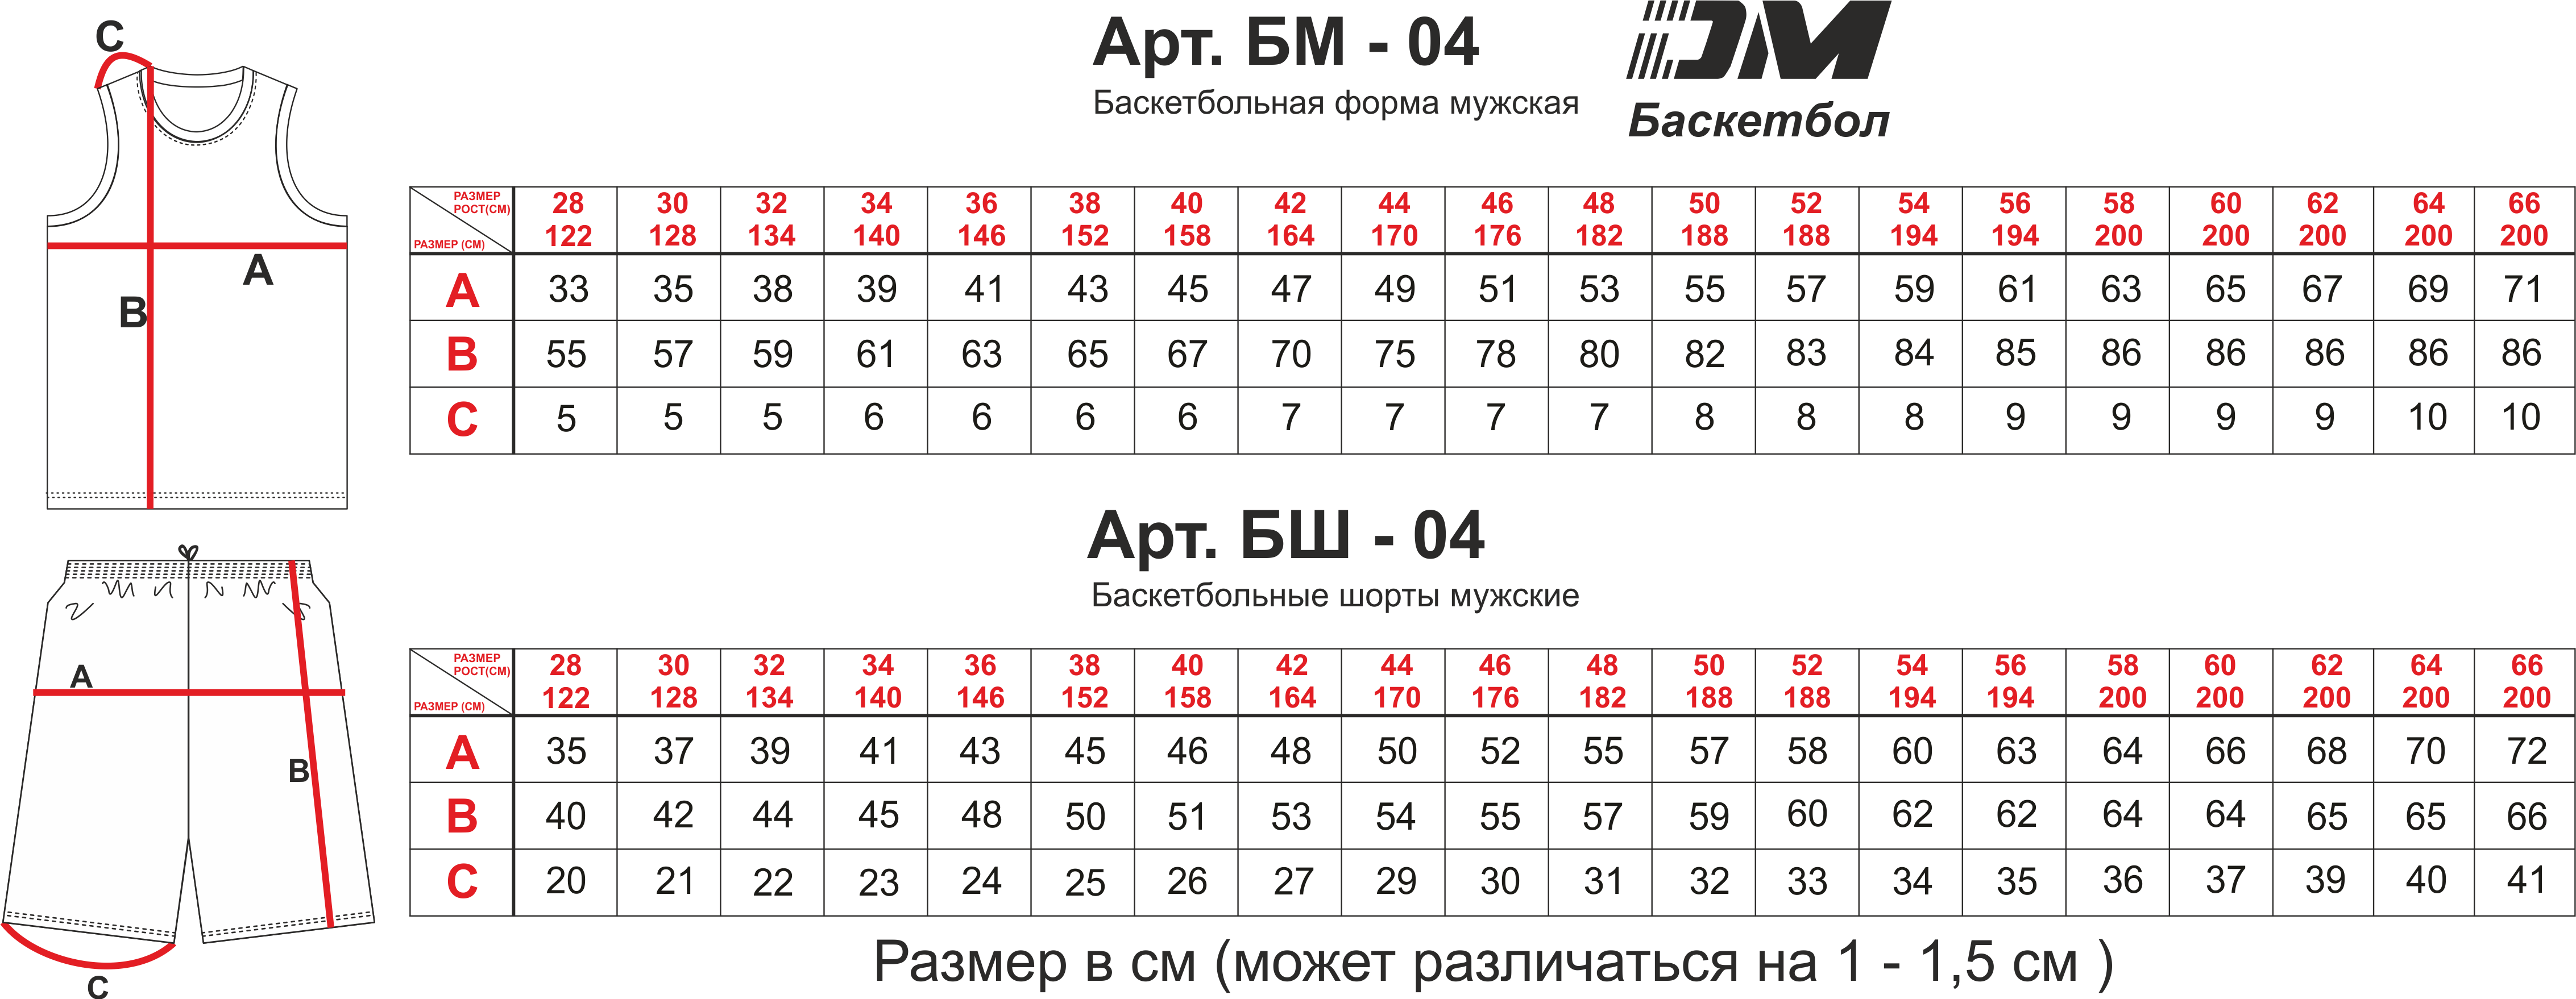 C
A
B
Арт. БМ - 04
Баскетбольная форма мужская
DM
Баскетбол
РАЗМЕР РОСТ(СМ) РАЗМЕР (СМ)
28 30 32 34 36 38 40 42 44 46 48 50 52 54 56 58 60 62 64 66
122 128 134 140 146 152 158 164 170 176 182 188 188 194 194 200 200 200 200 200
A 33 35 38 39 41 43 45 47 49 51 53 55 57 59 61 63 65 67 69 71
B 55 57 59 61 63 65 67 70 75 78 80 82 83 84 85 86 86 86 86 86
C 5 5 5 6 6 6 6 7 7 7 7 8 8 8 9 9 9 9 10 10
Арт. БШ - 04
Баскетбольные шорты мужские
A
B
C
РАЗМЕР РОСТ(СМ) РАЗМЕР (СМ)
28 30 32 34 36 38 40 42 44 46 48 50 52 54 56 58 60 62 64 66
122 128 134 140 146 152 158 164 170 176 182 188 188 194 194 200 200 200 200 200
A 35 37 39 41 43 45 46 48 50 52 55 57 58 60 63 64 66 68 70 72
B 40 42 44 45 48 50 51 53 54 55 57 59 60 62 62 64 64 65 65 66
C 20 21 22 23 24 25 26 27 29 30 31 32 33 34 35 36 37 39 40 41
Размер в см (может различаться на 1 - 1,5 см )